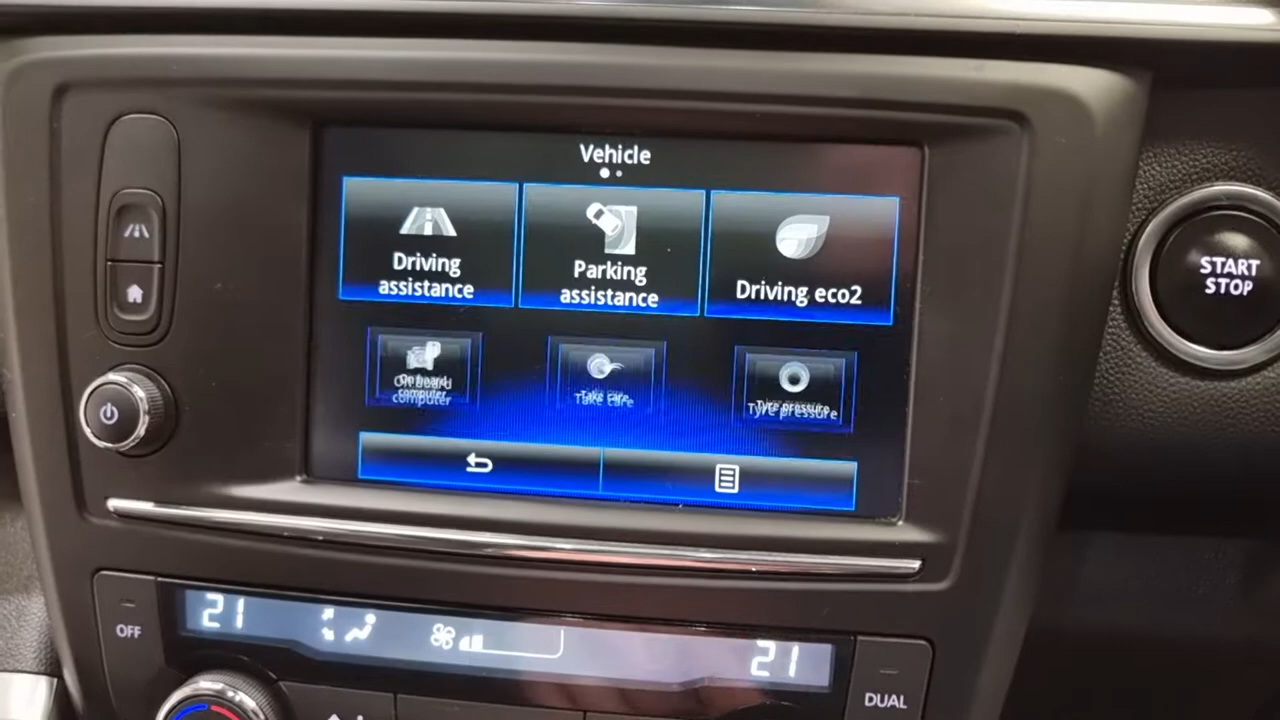 Vehicle
Driving
assistance
Parking
assistance
Driving eco2
On board
computer
Take care
Tyre pressure
START
STOP
21
21
OFF
DUAL